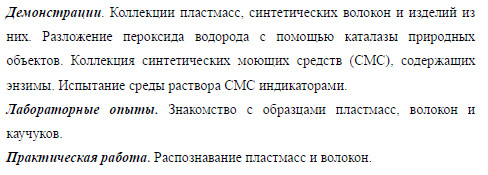 Демонстрации. Коллекции пластмасс, синтетических волокон и изделий из
них. Разложение пероксида водорода с помощью каталазы природных
объектов. Коллекция синтетических моющих средств (СМС), содержащих
энзимы. Испытание среды раствора СМС индикаторами.
Лабораторные опыты. Знакомство с образцами пластмасс, волокон и
каучуков.
Практическая работа. Распознавание пластмасс и волокон.